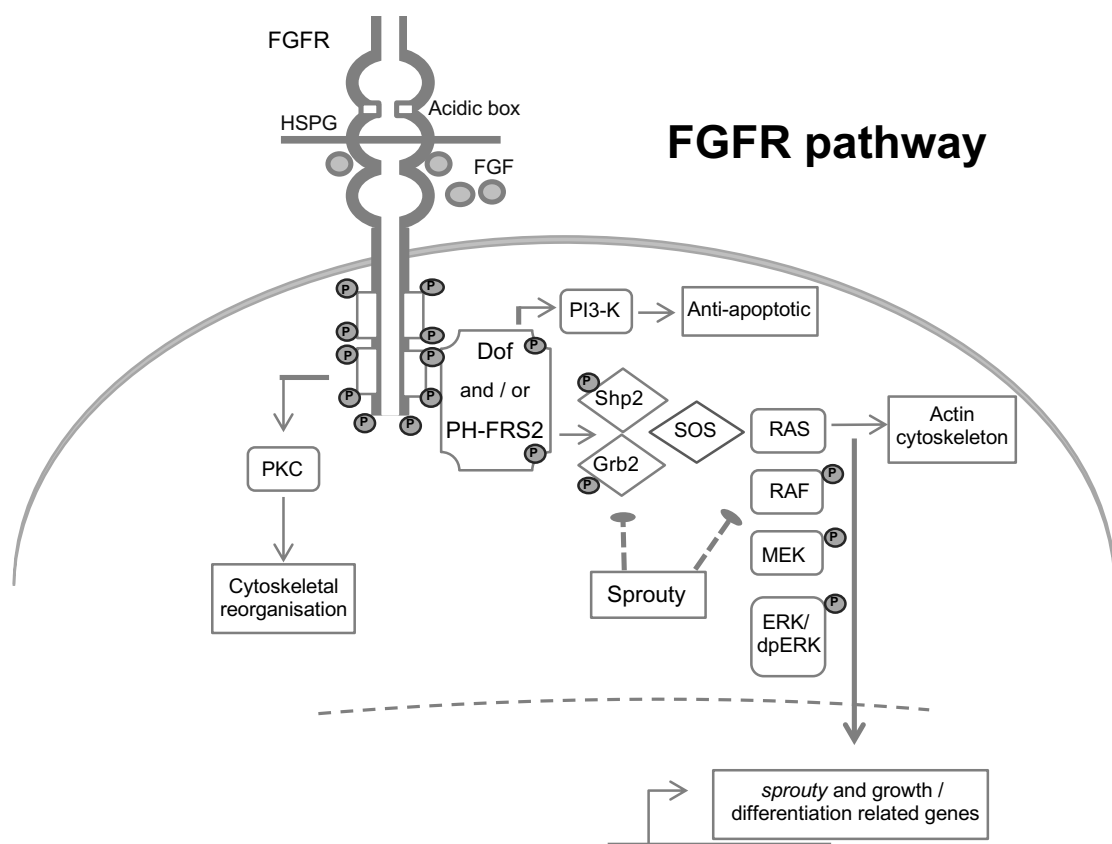 FGFR
Acidic box
HSPG
FGFR pathway
FGF
P
P
P
P
P
P
P
P
P
P
PI3-K
Anti-apoptotic
Dof
and / or
PH-FRS2
P
P
P
Shp2
Grb2
P
SOS
RAS
Actin
cytoskeleton
PKC
RAF
P
MEK
P
Cytoskeletal
reorganisation
Sprouty
ERK/
dpERK
P
sprouty and growth /
differentiation related genes